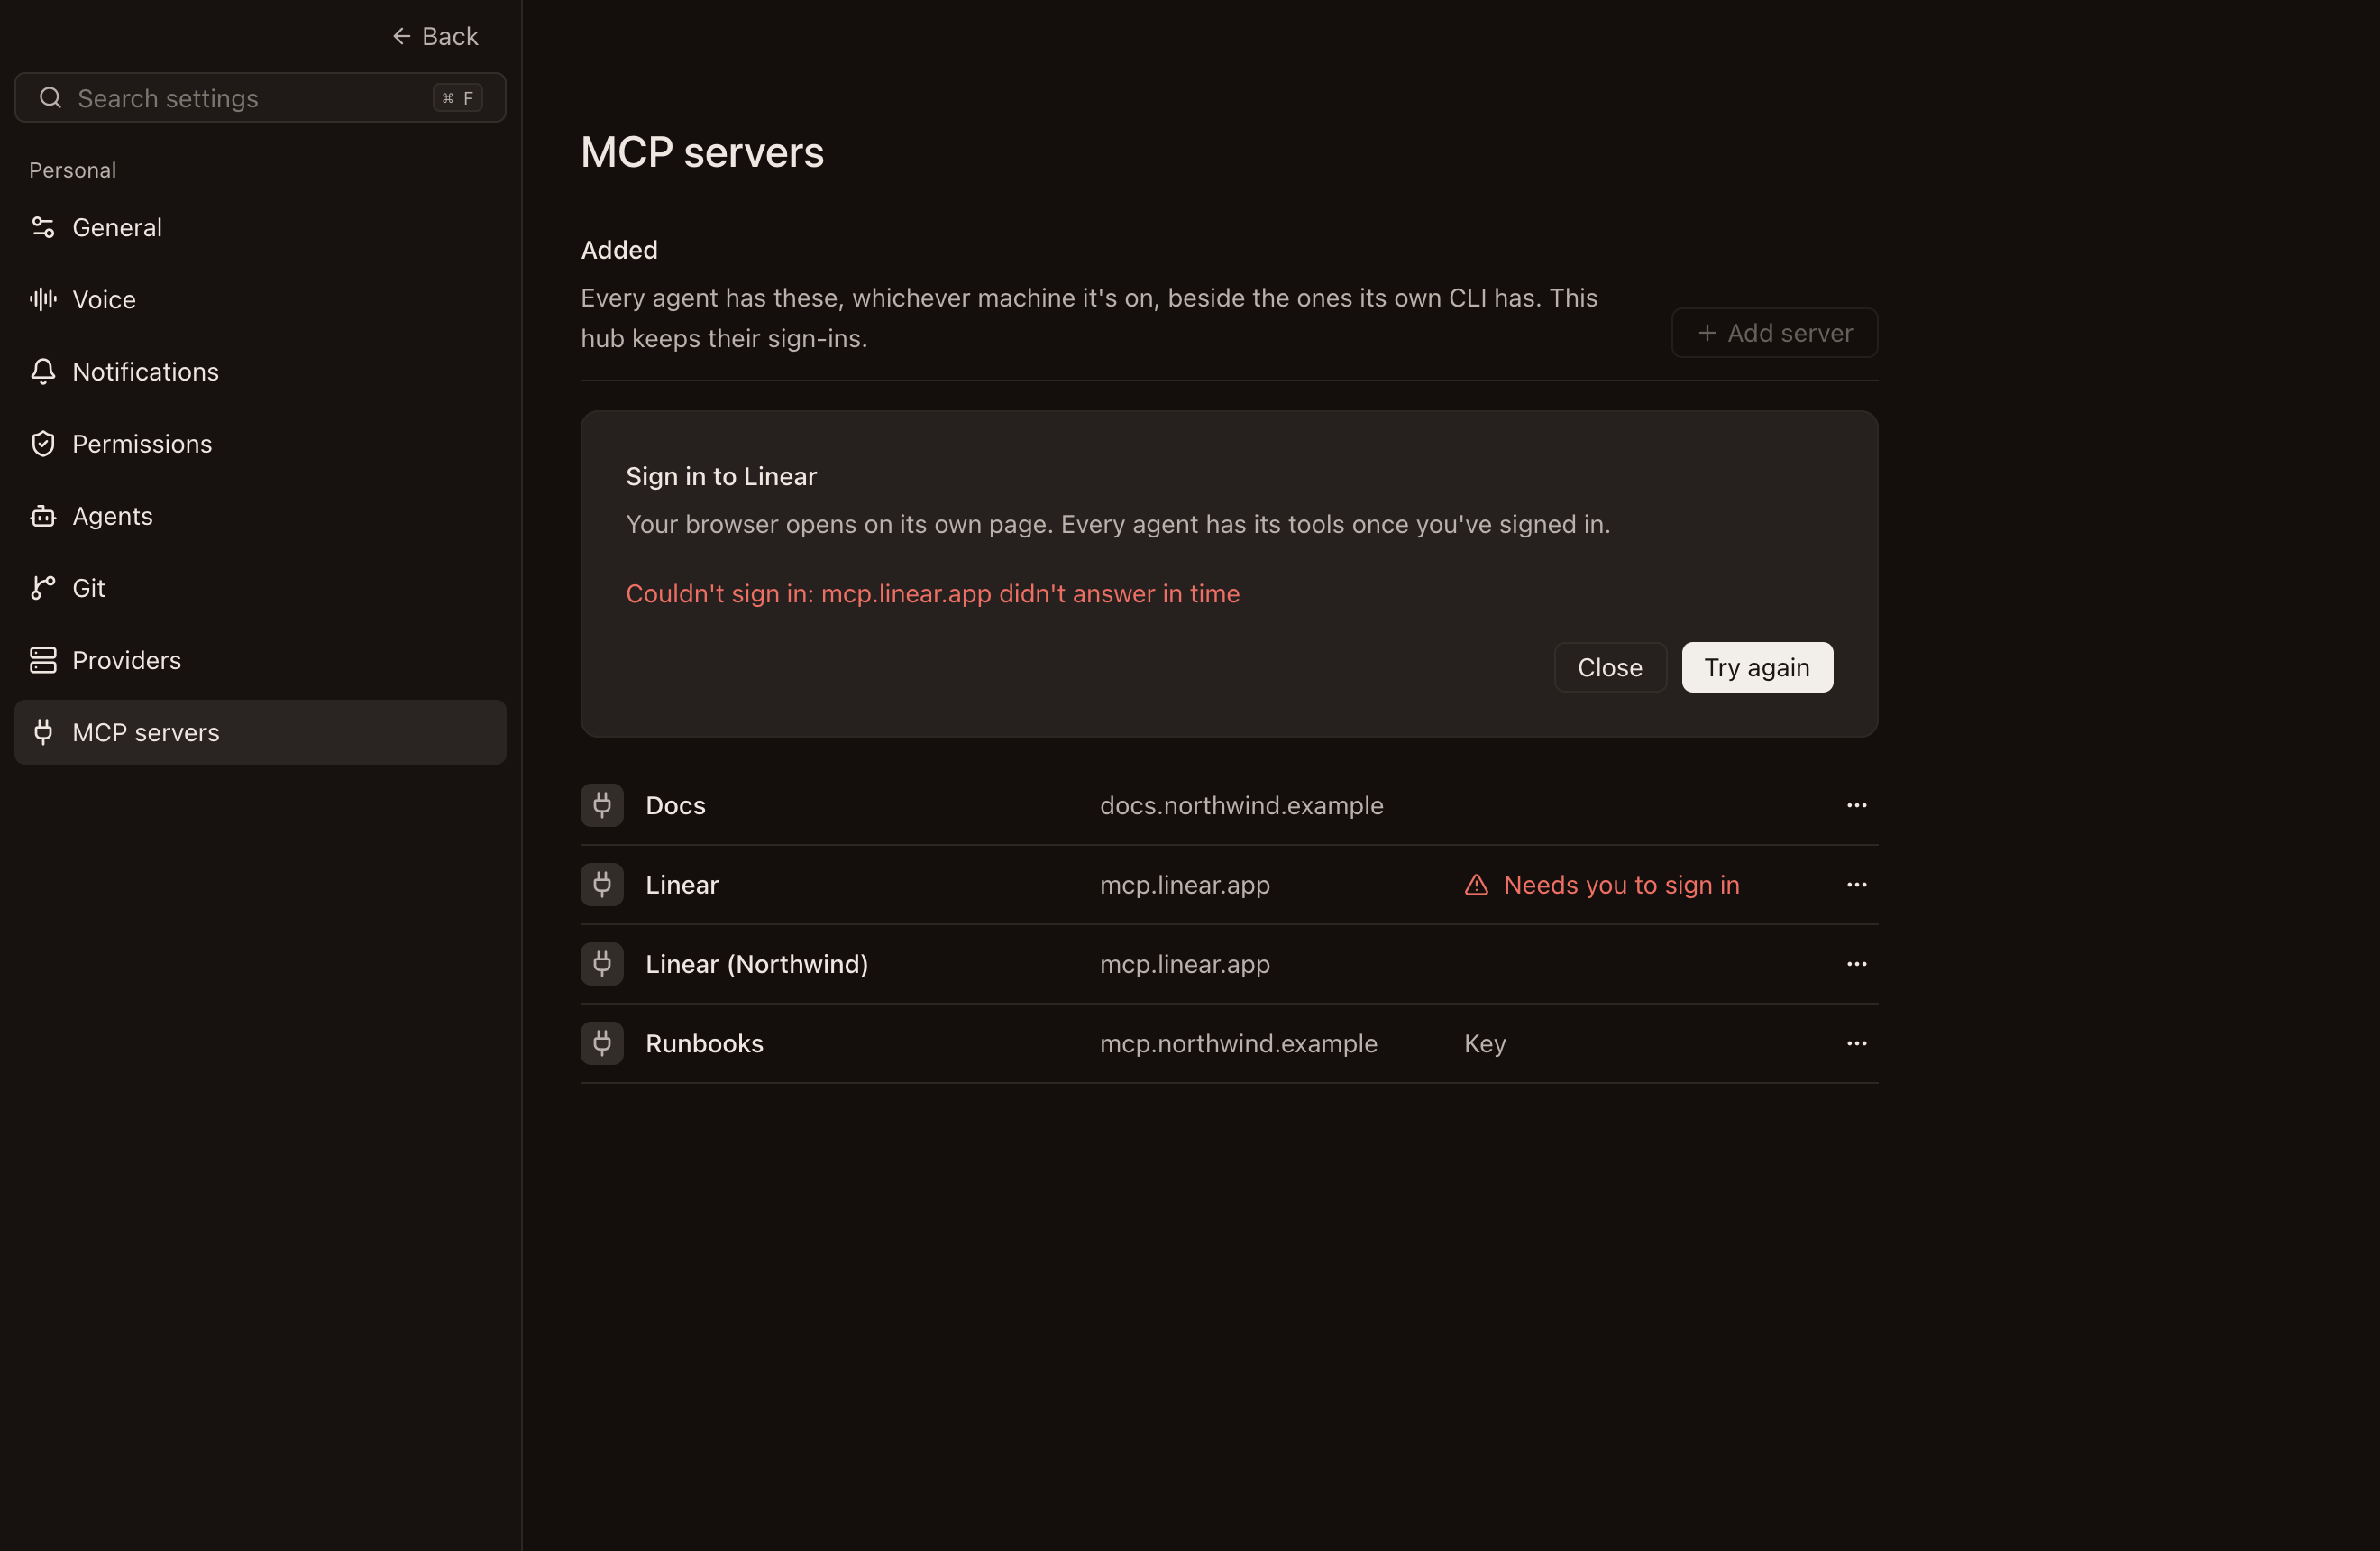 Back
Search settings
⌘ F
Personal
General
Voice
Notifications
Permissions
Agents
Git
Providers
MCP servers
MCP servers
Added
Every agent has these, whichever machine it's on, beside the ones its own CLI has. This
hub keeps their sign-ins.
+ Add server
Sign in to Linear
Your browser opens on its own page. Every agent has its tools once you've signed in.
Couldn't sign in: mcp.linear.app didn't answer in time
Close
Try again
Docs docs.northwind.example
Linear mcp.linear.app Needs you to sign in
Linear (Northwind) mcp.linear.app
Runbooks mcp.northwind.example Key